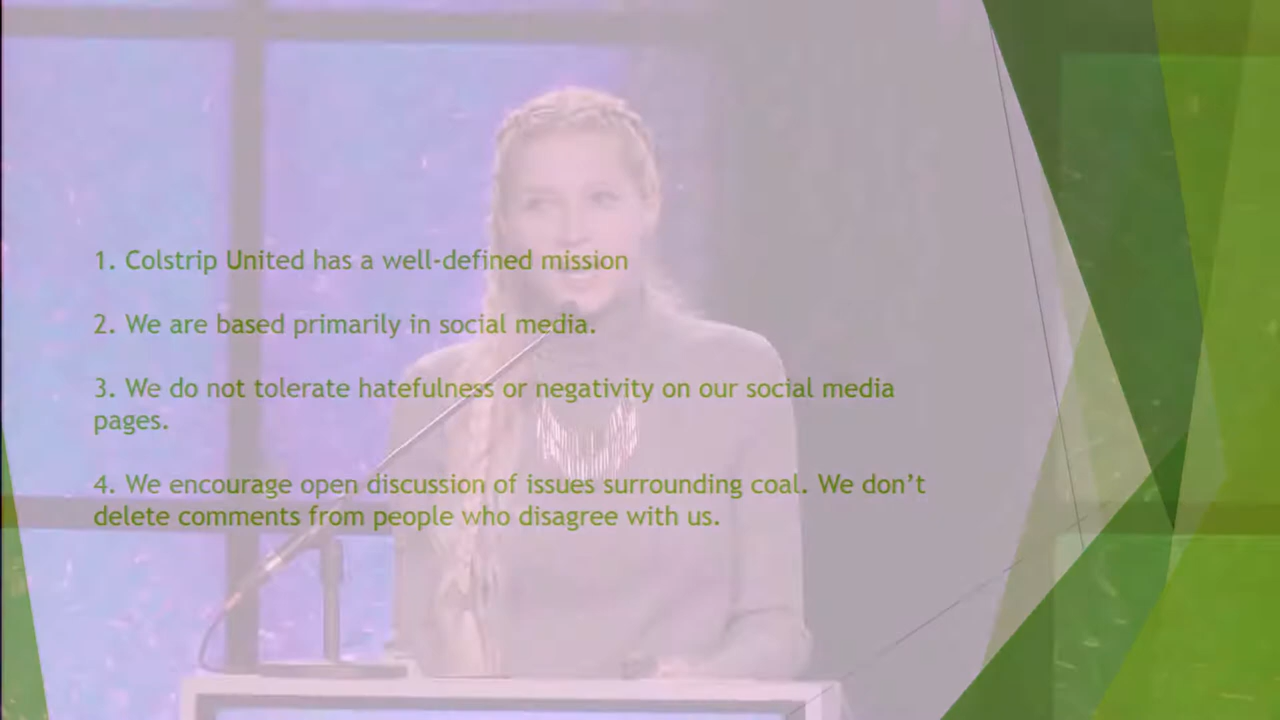 1. Colstrip United has a well-defined mission
2. We are based primarily in social media.
3. We do not tolerate hatefulness or negativity on our social media
pages.
4. We encourage open discussion of issues surrounding coal. We don’t
delete comments from people who disagree with us.